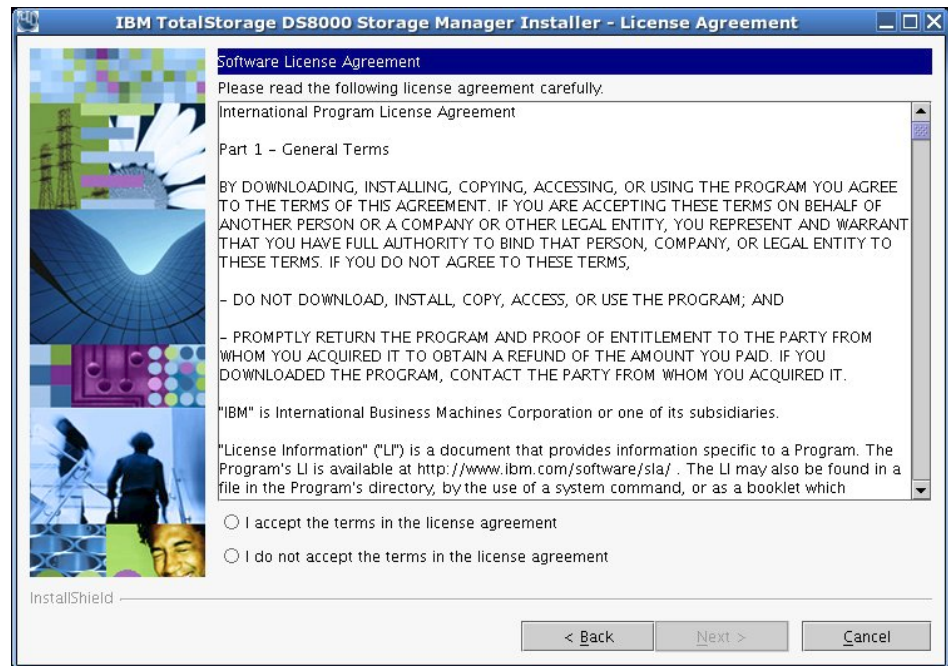 IBM TotalStorage DS8000 Storage Manager Installer - License Agreement
Software License Agreement
Please read the following license agreement carefully.
International Program License Agreement
Part 1 – General Terms
BY DOWNLOADING, INSTALLING, COPYING, ACCESSING, OR USING THE PROGRAM YOU AGREE
TO THE TERMS OF THIS AGREEMENT. IF YOU ARE ACCEPTING THESE TERMS ON BEHALF OF
ANOTHER PERSON OR A COMPANY OR OTHER LEGAL ENTITY, YOU REPRESENT AND WARRANT
THAT YOU HAVE FULL AUTHORITY TO BIND THAT PERSON, COMPANY, OR LEGAL ENTITY TO
THESE TERMS. IF YOU DO NOT AGREE TO THESE TERMS,
– DO NOT DOWNLOAD, INSTALL, COPY, ACCESS, OR USE THE PROGRAM; AND
– PROMPTLY RETURN THE PROGRAM AND PROOF OF ENTITLEMENT TO THE PARTY FROM
WHOM YOU ACQUIRED IT TO OBTAIN A REFUND OF THE AMOUNT YOU PAID. IF YOU
DOWNLOADED THE PROGRAM, CONTACT THE PARTY FROM WHOM YOU ACQUIRED IT.
"IBM" is International Business Machines Corporation or one of its subsidiaries.
"License Information" ("LI") is a document that provides information specific to a Program. The
Program's LI is available at http://www.ibm.com/software/sla/ . The LI may also be found in a
file in the Program's directory, by the use of a system command, or as a booklet which
I accept the terms in the license agreement
I do not accept the terms in the license agreement
InstallShield
< Back
Next >
Cancel